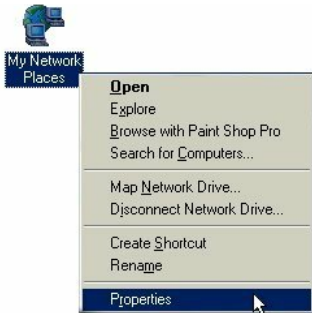 My Network
Places
Open
Explore
Browse with Paint Shop Pro
Search for Computers...
Map Network Drive...
Disconnect Network Drive...
Create Shortcut
Rename
Properties